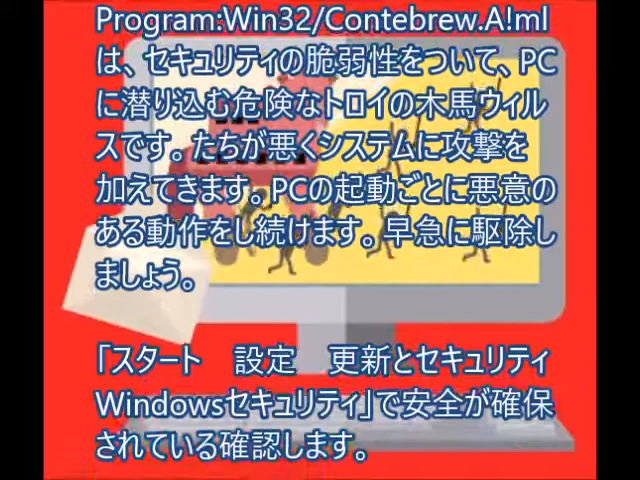 Program:Win32/Contebrew.A!ml
は、セキュリティの脆弱性をついて、PC
に潜り込む危険なトロイの木馬ウィル
スです。たちが悪くシステムに攻撃を
加えてきます。PCの起動ごとに悪意の
ある動作をし続けます。早急に駆除し
ましょう。
「スタート　設定　更新とセキュリティ
Windowsセキュリティ」で安全が確保
されている確認します。